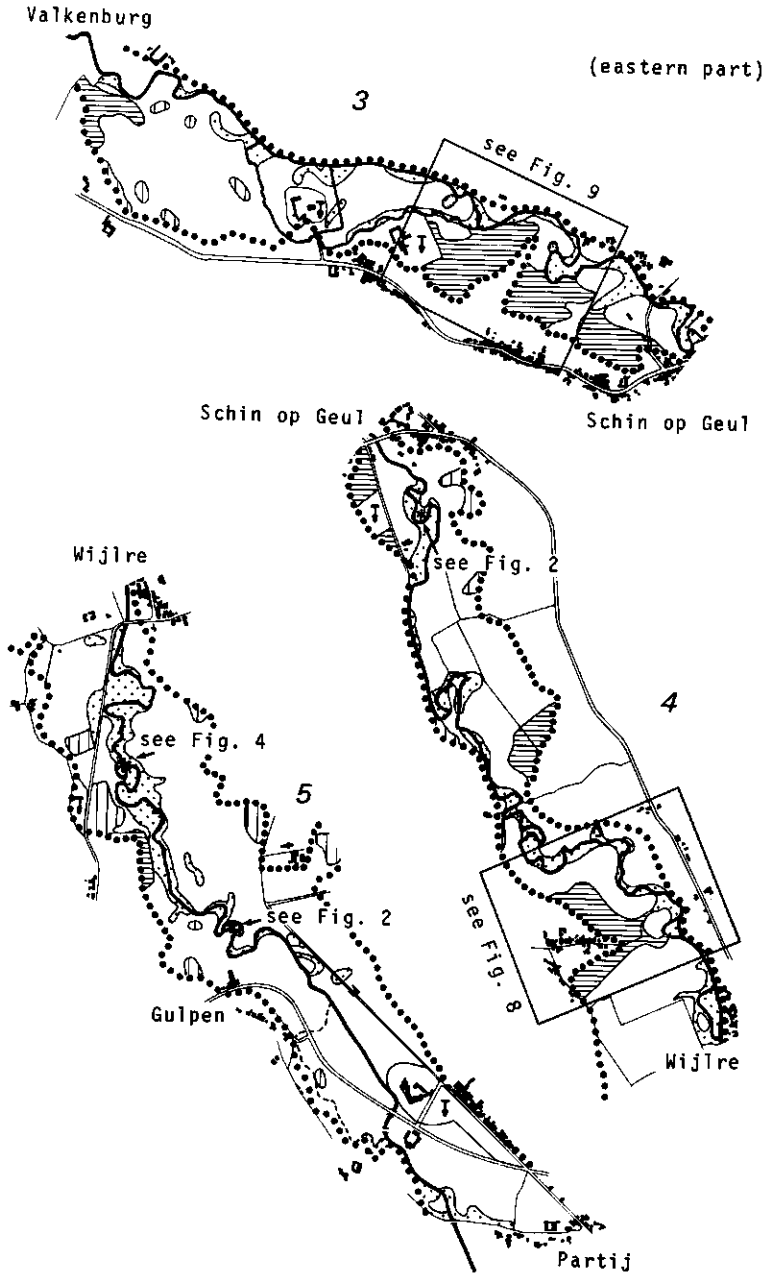 Valkenburg
(eastern part)
3
see Fig. 9
Schin op Geul
Schin op Geul
see Fig. 2
Wijlre
4
see Fig. 4
5
see Fig. 2
see Fig. 8
Gulpen
Wijlre
Partij